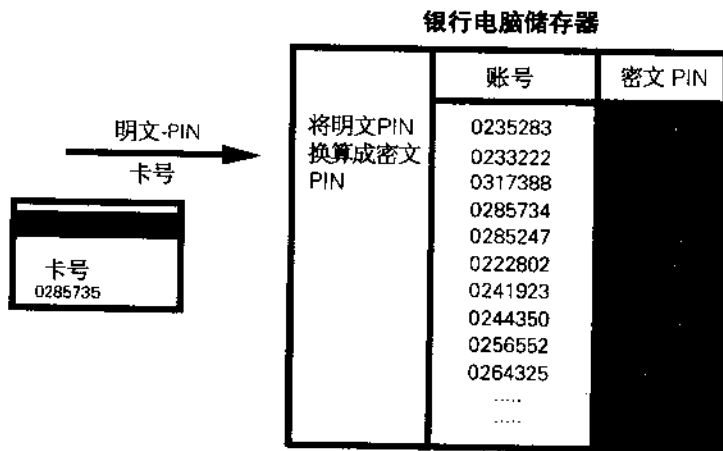 银行电脑储存器
账号
密文 PIN
明文-PIN
卡号
将明文PIN
换算成密文
PIN
0235283
0233222
0317388
0285734
0285247
0222802
0241923
0244350
0256552
0264325
.....
.....
卡号
0285735